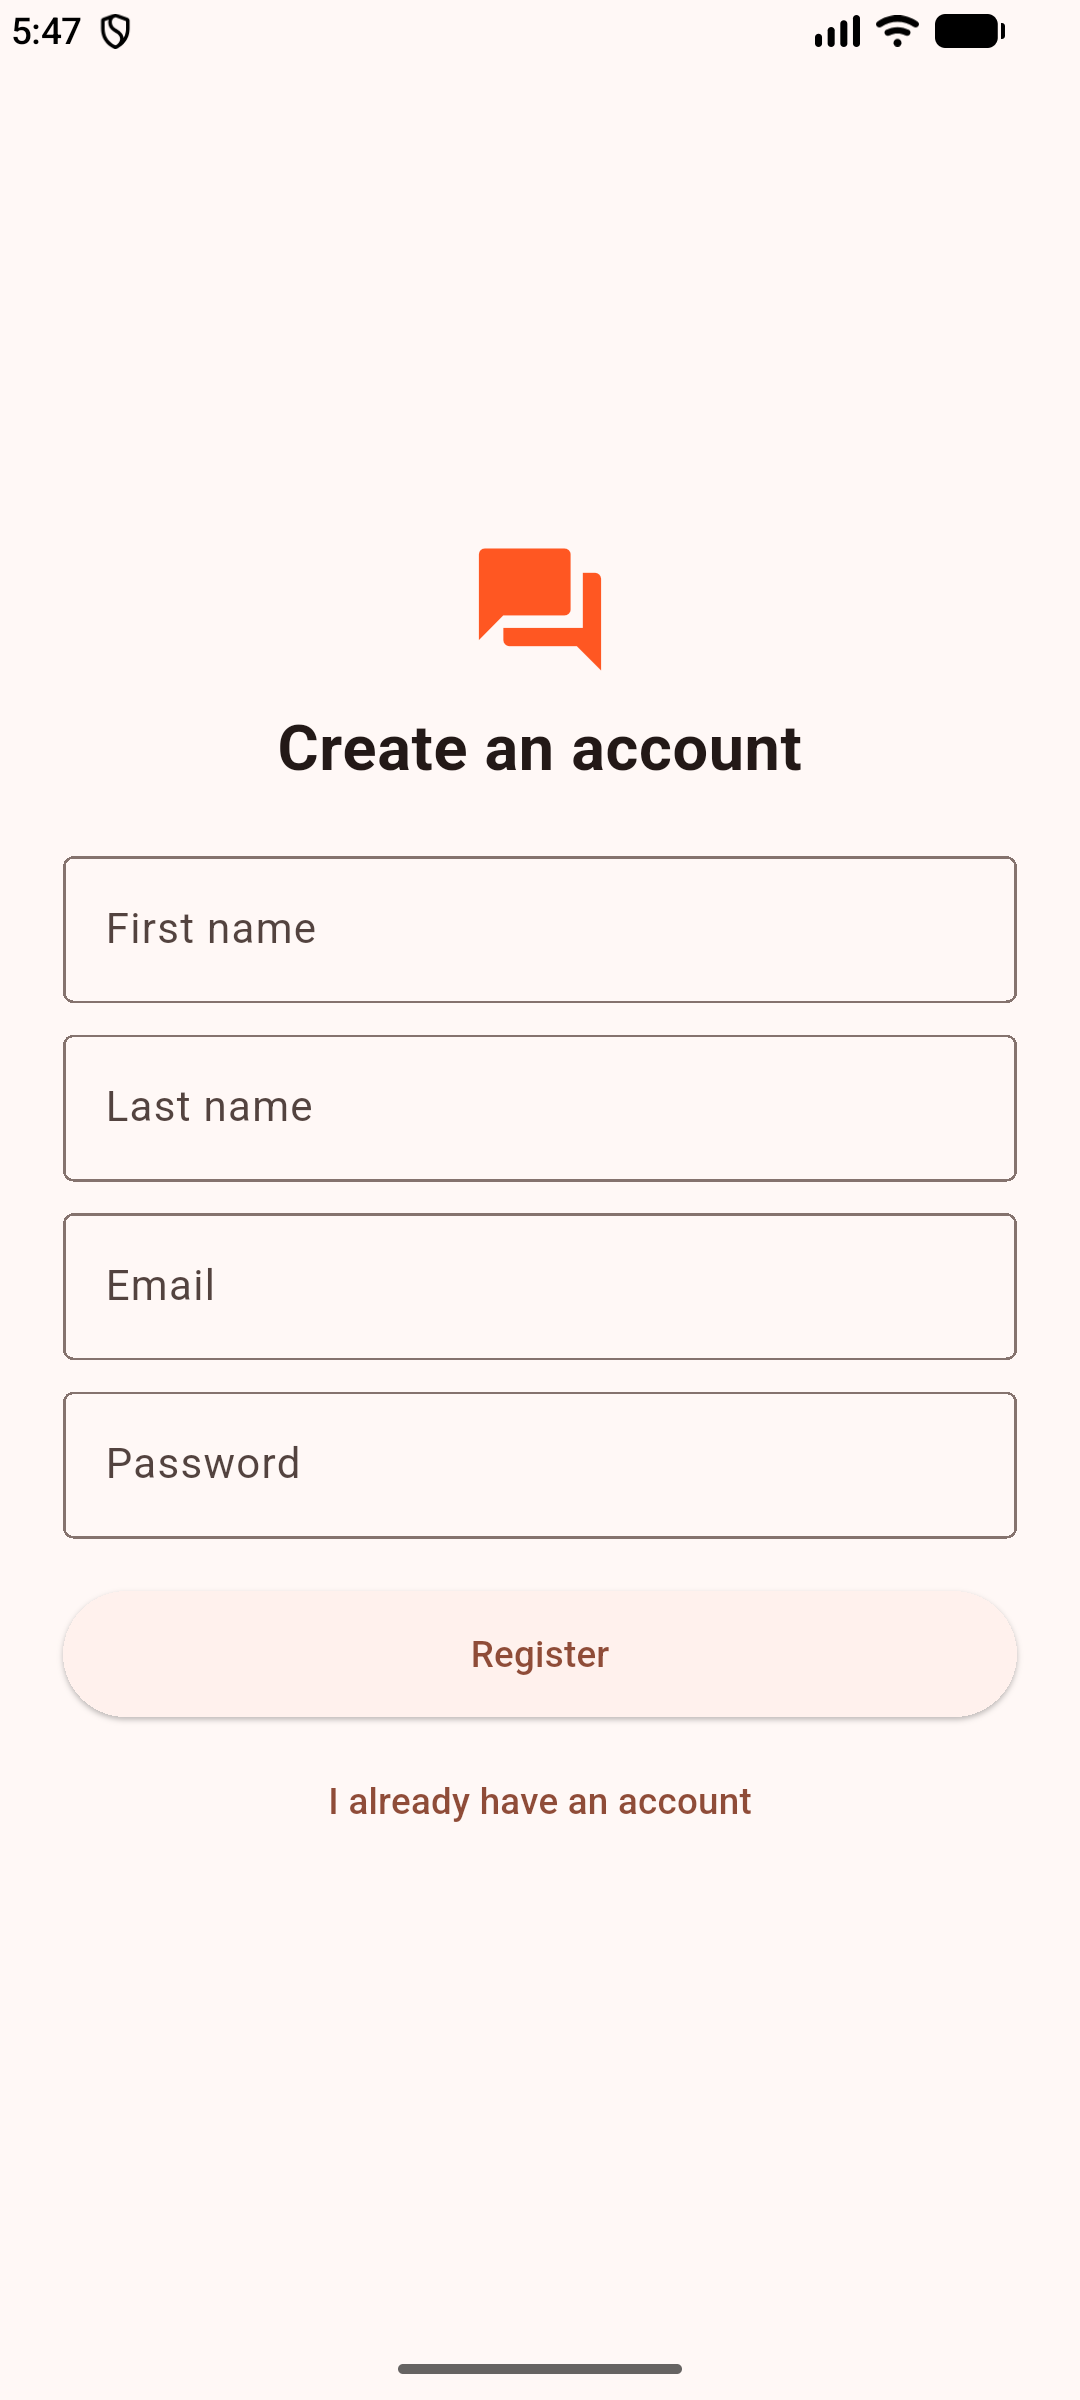 5:47
Create an account
First name
Last name
Email
Password
Register
I already have an account